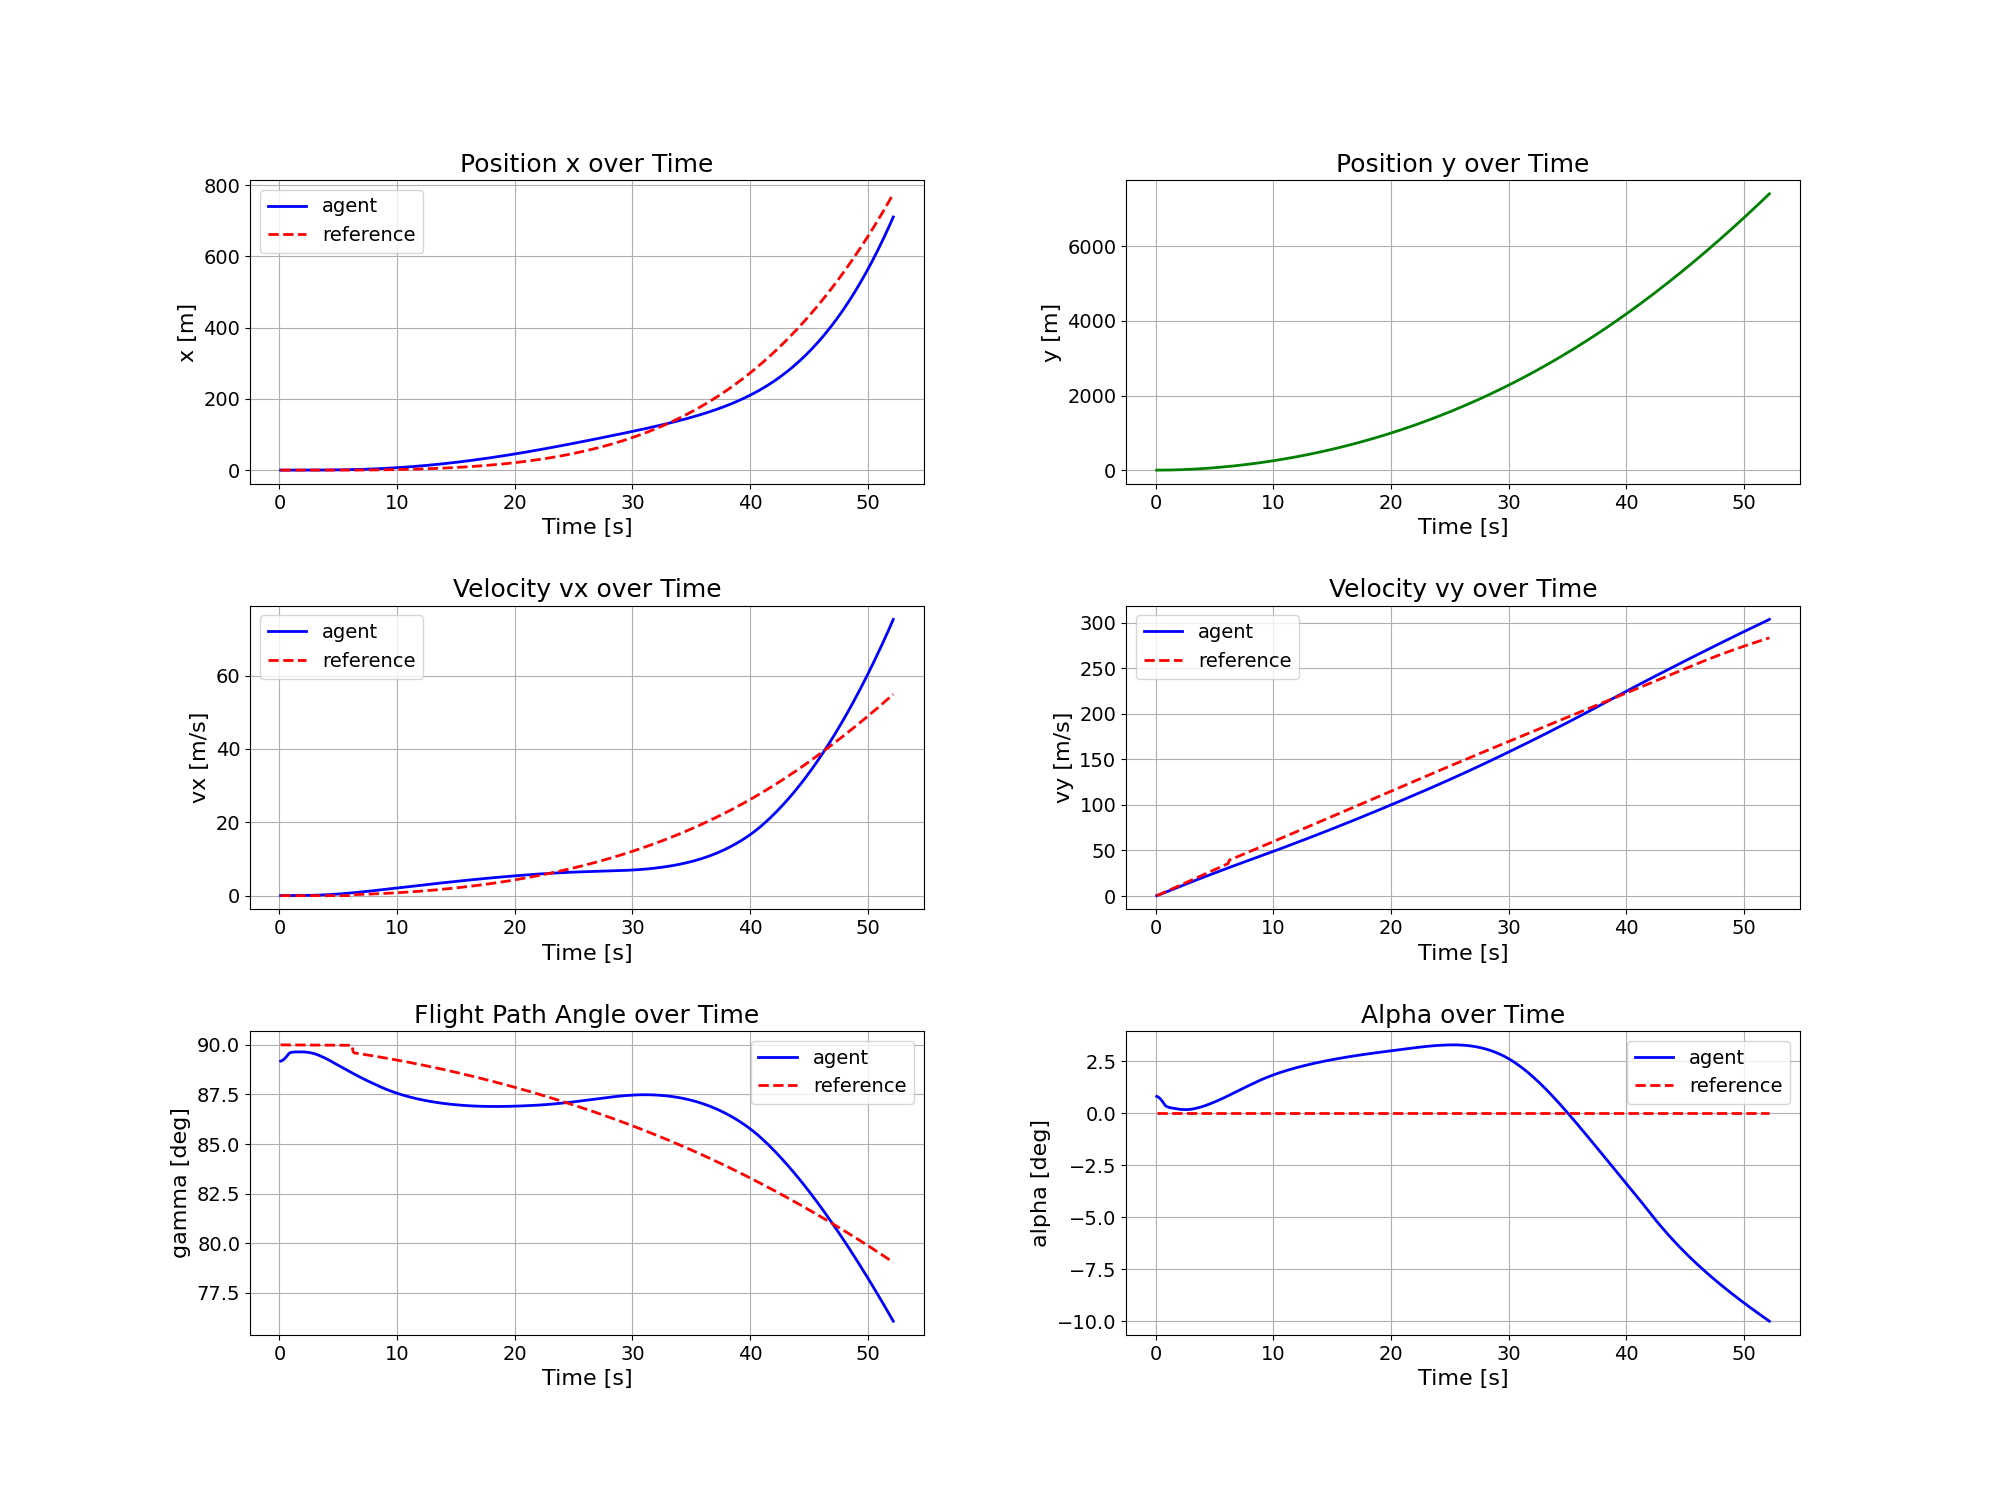 Position x over Time
800
600
400
200
0
x [m]
agent
reference
0 10 20 30 40 50
Time [s]
Position y over Time
6000
4000
2000
0
y [m]
0 10 20 30 40 50
Time [s]
Velocity vx over Time
60
40
20
0
vx [m/s]
agent
reference
0 10 20 30 40 50
Time [s]
Velocity vy over Time
300
250
200
150
100
50
0
vy [m/s]
agent
reference
0 10 20 30 40 50
Time [s]
Flight Path Angle over Time
90.0
87.5
85.0
82.5
80.0
77.5
gamma [deg]
agent
reference
0 10 20 30 40 50
Time [s]
Alpha over Time
2.5
0.0
−2.5
−5.0
−7.5
−10.0
alpha [deg]
agent
reference
0 10 20 30 40 50
Time [s]